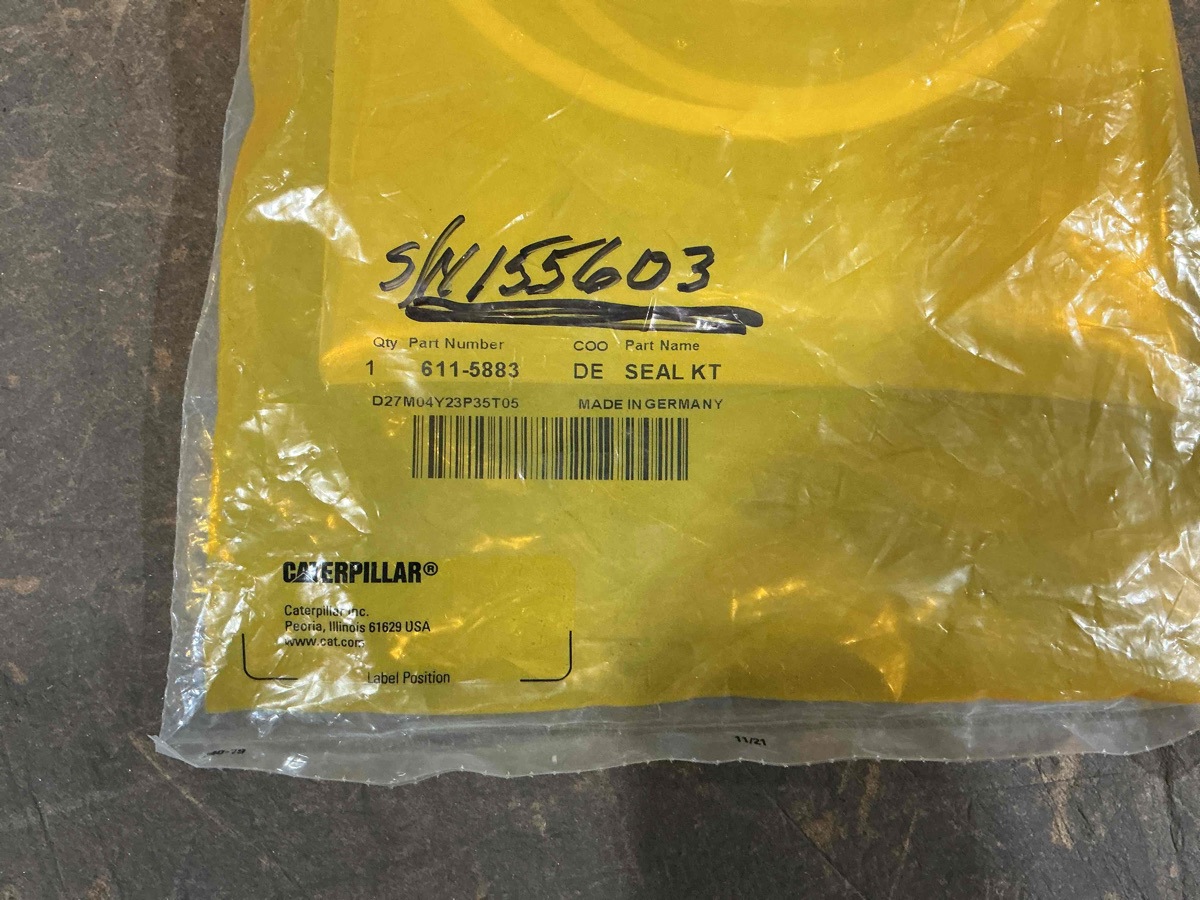 S/N 155603
Qty Part Number COO Part Name
1 611-5883 DE SEAL KT
D27M04Y23P35T05 MADE IN GERMANY
CATERPILLAR®
Caterpillar Inc.
Peoria, Illinois 61629 USA
www.cat.com
Label Position
11/21